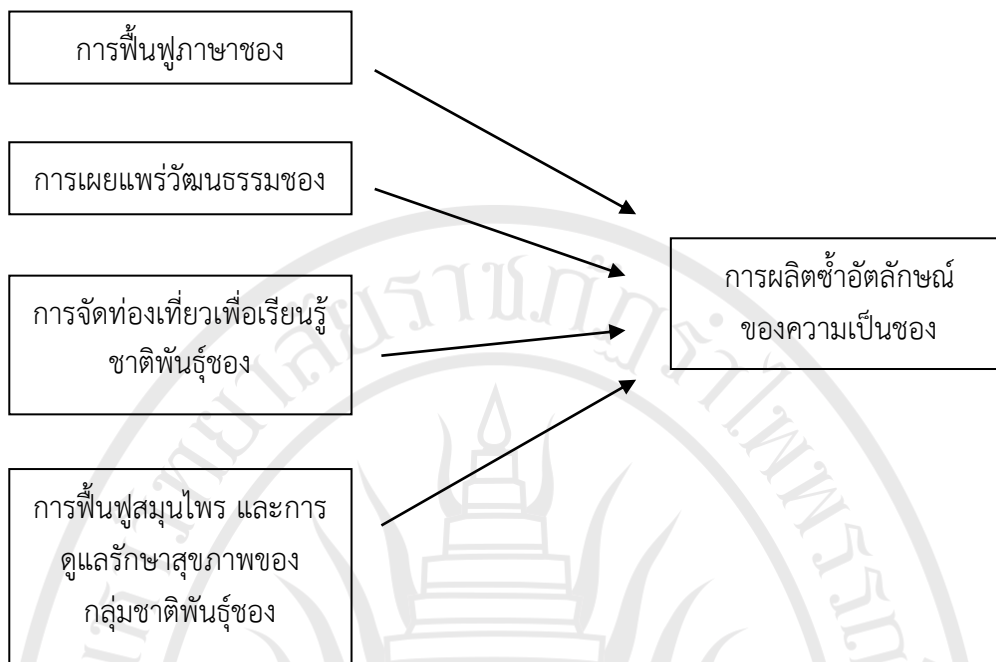 การฟื้นฟูภาษาชอง
การเผยแพร่วัฒนธรรมชอง
การจัดท่องเที่ยวเพื่อเรียนรู้
ชาติพันธุ์ชอง
การฟื้นฟูสมุนไพร และการ
ดูแลรักษาสุขภาพของ
กลุ่มชาติพันธุ์ชอง
การผลิตซ้ำอัตลักษณ์
ของความเป็นชอง